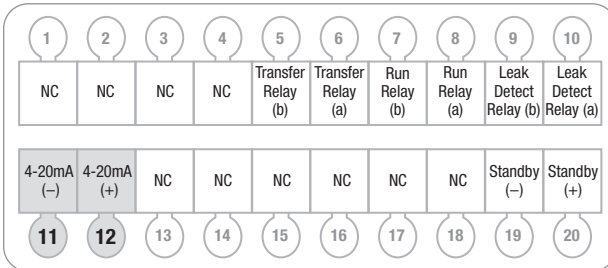 1 2 3 4 5 6 7 8 9 10
NC NC NC NC Transfer Relay (b) Transfer Relay (a) Run Relay (b) Run Relay (a) Leak Detect Relay (b) Leak Detect Relay (a)
4-20mA (–) 4-20mA (+) NC NC NC NC NC NC Standby (–) Standby (+)
11 12 13 14 15 16 17 18 19 20